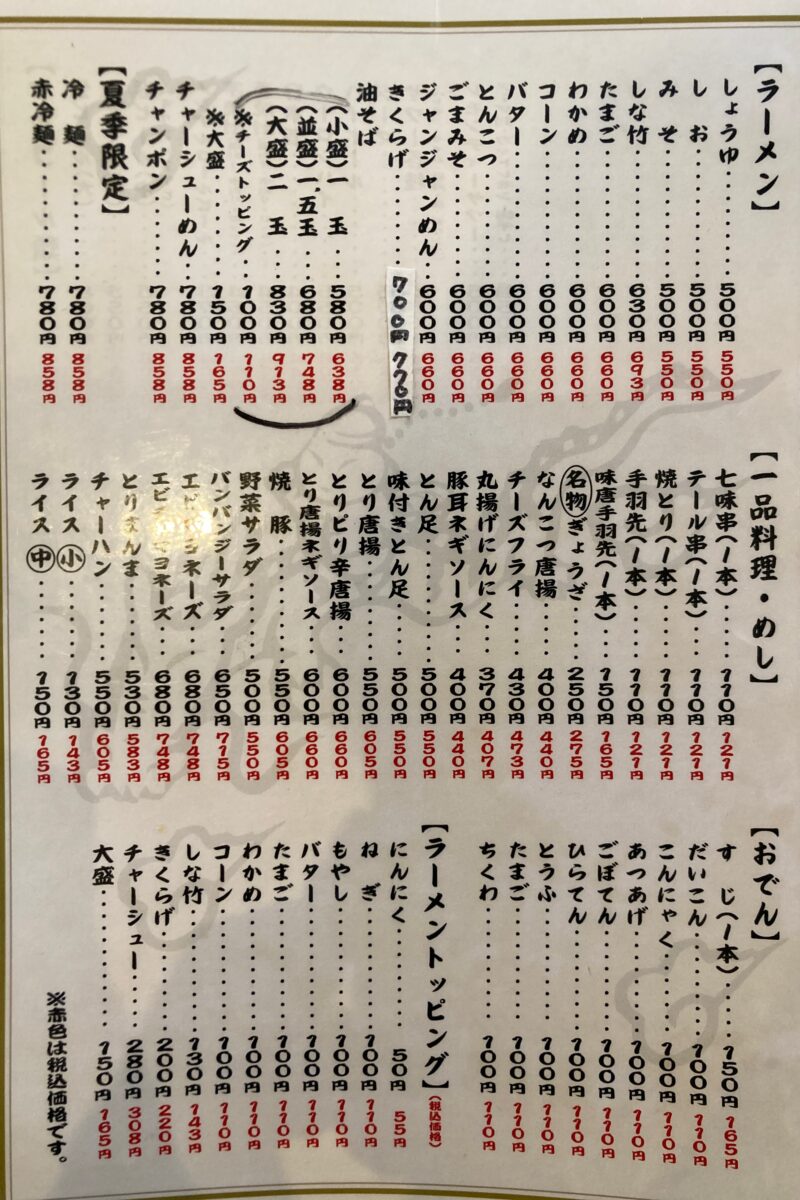 【ラーメン】
しょうゆ 500円 550円
しお 500円 550円
みそ 500円 550円
しな竹 630円 693円
たまご 600円 660円
わかめ 600円 660円
コーン 600円 660円
バター 600円 660円
とんこつ 600円 660円
ごまみそ 600円 660円
ジャンジャンめん 600円 660円
きくらげ 700円 770円
油そば
(小盛)一玉 580円 638円
(並盛)一、五玉 680円 748円
(大盛)二玉 830円 913円
※チーズトッピング 100円 110円
※大盛 150円 165円
チャーシューめん 780円 858円
チャンポン 780円 858円
【夏季限定】
冷麺 780円 858円
赤冷麺 780円 858円
【一品料理・めし】
七味串(1本) 110円 121円
テール串(1本) 110円 121円
焼とり(1本) 110円 121円
手羽先(1本) 110円 121円
味唐手羽先(1本) 150円 165円
名物ぎょうざ 250円 275円
なんこつ唐揚 400円 440円
チーズフライ 430円 473円
丸揚げにんにく 370円 407円
豚耳ネギソース 400円 440円
とん足 500円 550円
味付きとん足 500円 550円
とり唐揚 550円 605円
とりピリ辛唐揚 600円 660円
とり唐揚ネギソース 600円 660円
焼豚 550円 605円
野菜サラダ 500円 550円
バンバンジーサラダ 650円 715円
エビ ヨネーズ 680円 748円
エビ マヨネーズ 680円 748円
とりまんま 530円 583円
チャーハン 550円 605円
ライス小 130円 143円
ライス中 150円 165円
【おでん】
すじ(1本) 150円 165円
だいこん 100円 110円
こんにゃく 100円 110円
あつあげ 100円 110円
ごぼてん 100円 110円
ひらてん 100円 110円
とうふ 100円 110円
たまご 100円 110円
ちくわ 100円 110円
【ラーメントッピング】(税込価格)
にんにく 50円 55円
ねぎ 100円 110円
もやし 100円 110円
バター 100円 110円
たまご 100円 110円
わかめ 100円 110円
コーン 100円 110円
しな竹 130円 143円
きくらげ 200円 220円
チャーシュー 280円 308円
大盛 150円 165円
※赤色は税込価格です。